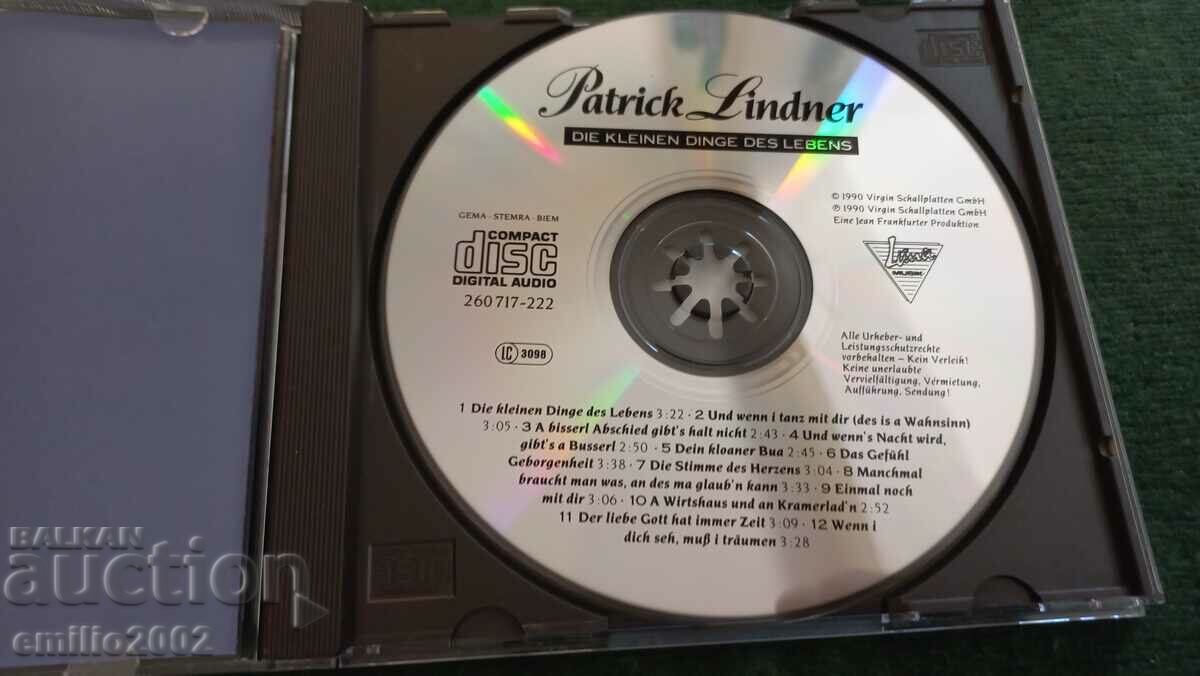 Patrick Lindner
DIE KLEINEN DINGE DES LEBENS
GEMA - STEMRA - BIEM
COMPACT
disc
DIGITAL AUDIO
260 717-222
LC 3098
© 1990 Virgin Schallplatten GmbH
℗ 1990 Virgin Schallplatten GmbH
Eine Jean Frankfurter Produktion
MUSIK
Alle Urheber- und
Leistungsschutzrechte
vorbehalten – Kein Verleih!
Keine unerlaubte
Vervielfältigung, Vermietung,
Aufführung, Sendung!
1 Die kleinen Dinge des Lebens 3:22 · 2 Und wenn i tanz mit dir (des is a Wahnsinn)
3:05 · 3 A bisserl Abschied gibt's halt nicht 2:43 · 4 Und wenn's Nacht wird,
gibt's a Busserl 2:50 · 5 Dein kloaner Bua 2:45 · 6 Das Gefühl
Geborgenheit 3:38 · 7 Die Stimme des Herzens 3:04 · 8 Manchmal
braucht man was, an des ma glaub'n kann 3:33 · 9 Einmal noch
mit dir 3:06 · 10 A Wirtshaus und an Kramerlad'n 2:52
11 Der liebe Gott hat immer Zeit 3:09 · 12 Wenn i
dich seh, muß i träumen 3:28
disc
BALKAN
auction
emilio2002